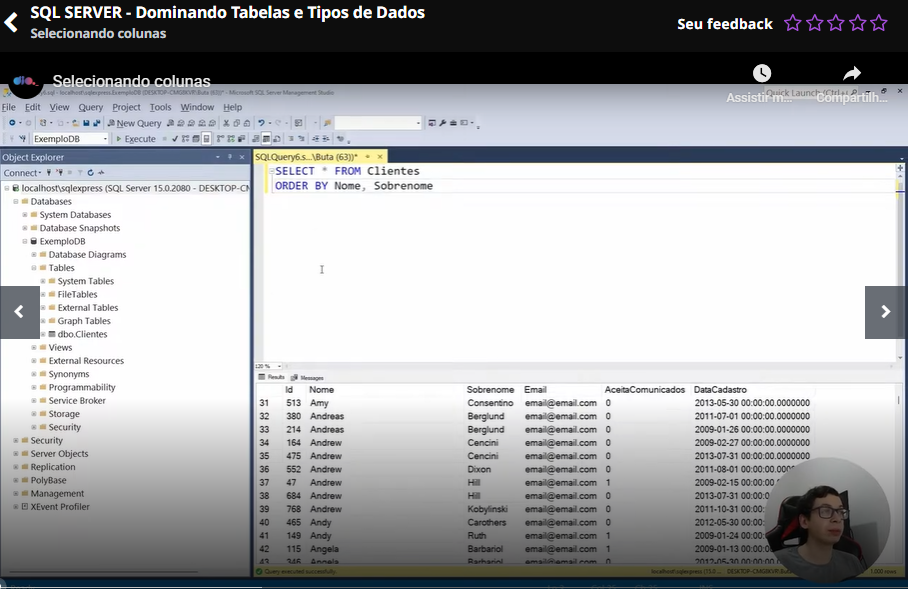 SQL SERVER - Dominando Tabelas e Tipos de Dados
Selecionando colunas
Seu feedback
Selecionando colunas
Assistir m...
Compartilh...
Microsoft SQL Server Management Studio
Quick Launch (Ctrl+
File Edit View Query Project Tools Window Help
New Query
ExemploDB Execute
Object Explorer
Connect
localhost\sqlexpress (SQL Server 15.0.2080 - DESKTOP-CM
Databases
System Databases
Database Snapshots
ExemploDB
Database Diagrams
Tables
System Tables
FileTables
External Tables
Graph Tables
dbo.Clientes
Views
External Resources
Synonyms
Programmability
Service Broker
Storage
Security
Security
Server Objects
Replication
PolyBase
Management
XEvent Profiler
SQLQuery6.s...\Buta (63))*
SELECT * FROM Clientes
ORDER BY Nome, Sobrenome
120 %
Results Messages
Id Nome Sobrenome Email AceitaComunicados DataCadastro
31 513 Amy Consentino email@email.com 0 2013-05-30 00:00:00.0000000
32 380 Andreas Berglund email@email.com 0 2011-07-01 00:00:00.0000000
33 214 Andreas Berglund email@email.com 0 2009-01-26 00:00:00.0000000
34 164 Andrew Cencini email@email.com 0 2009-02-27 00:00:00.0000000
35 475 Andrew Cencini email@email.com 0 2013-07-31 00:00:00.0000000
36 552 Andrew Dixon email@email.com 0 2011-08-01 00:00:00.000
37 47 Andrew Hill email@email.com 1 2009-02-15 00:00:00
38 684 Andrew Hill email@email.com 0 2013-07-31 00:00:
39 768 Andrew Kobylinski email@email.com 0 2011-10-31 00:00:
40 465 Andy Carothers email@email.com 0 2012-05-30 00:00:
41 149 Andy Ruth email@email.com 1 2009-01-24 00:00:
42 115 Angela Barbariol email@email.com 1 2009-01-13 00:00:
43 346 Angela Barbariol email@email.com 0 2012-05-30 00:00:
Query executed successfully.